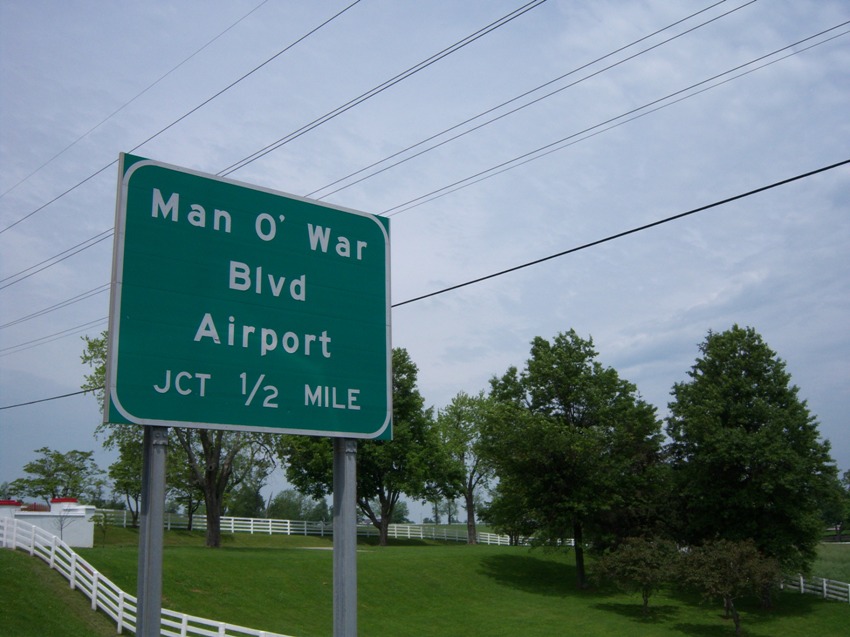 Man O' War
Blvd
Airport
JCT 1/2 MILE